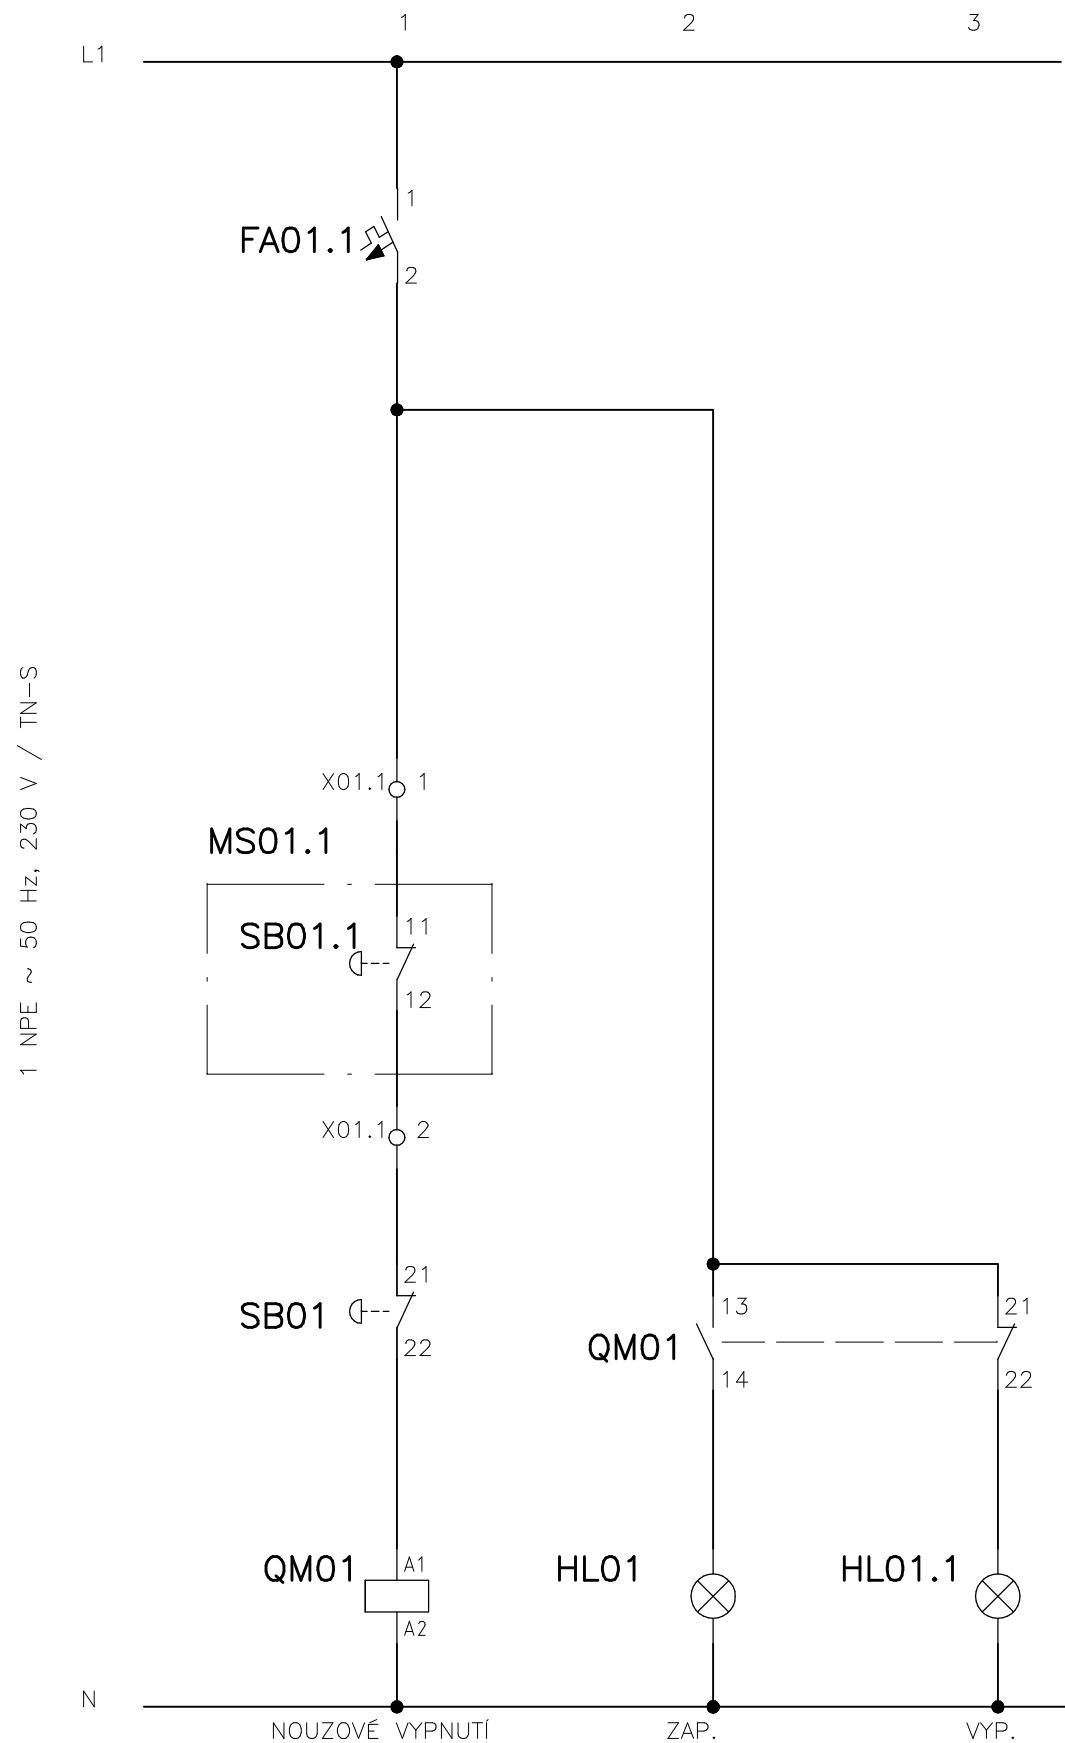 1 2 3
L1
1
FA01.1
2
1 NPE ~ 50 Hz, 230 V / TN-S
X01.1 1
MS01.1
11
SB01.1
12
X01.1 2
21
SB01
22
13 21
QM01
14 22
QM01 A1 HL01 HL01.1
A2
N
NOUZOVÉ VYPNUTÍ ZAP. VYP.